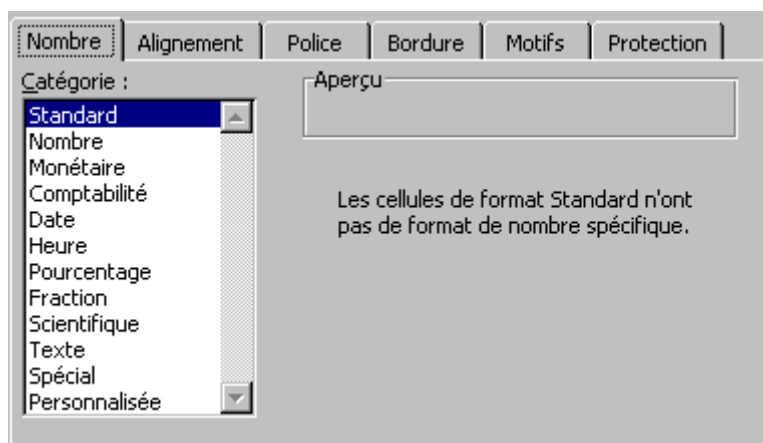 Nombre Alignement Police Bordure Motifs Protection
Catégorie :
Aperçu
Standard
Nombre
Monétaire
Comptabilité
Date
Heure
Pourcentage
Fraction
Scientifique
Texte
Spécial
Personnalisée
Les cellules de format Standard n'ont
pas de format de nombre spécifique.